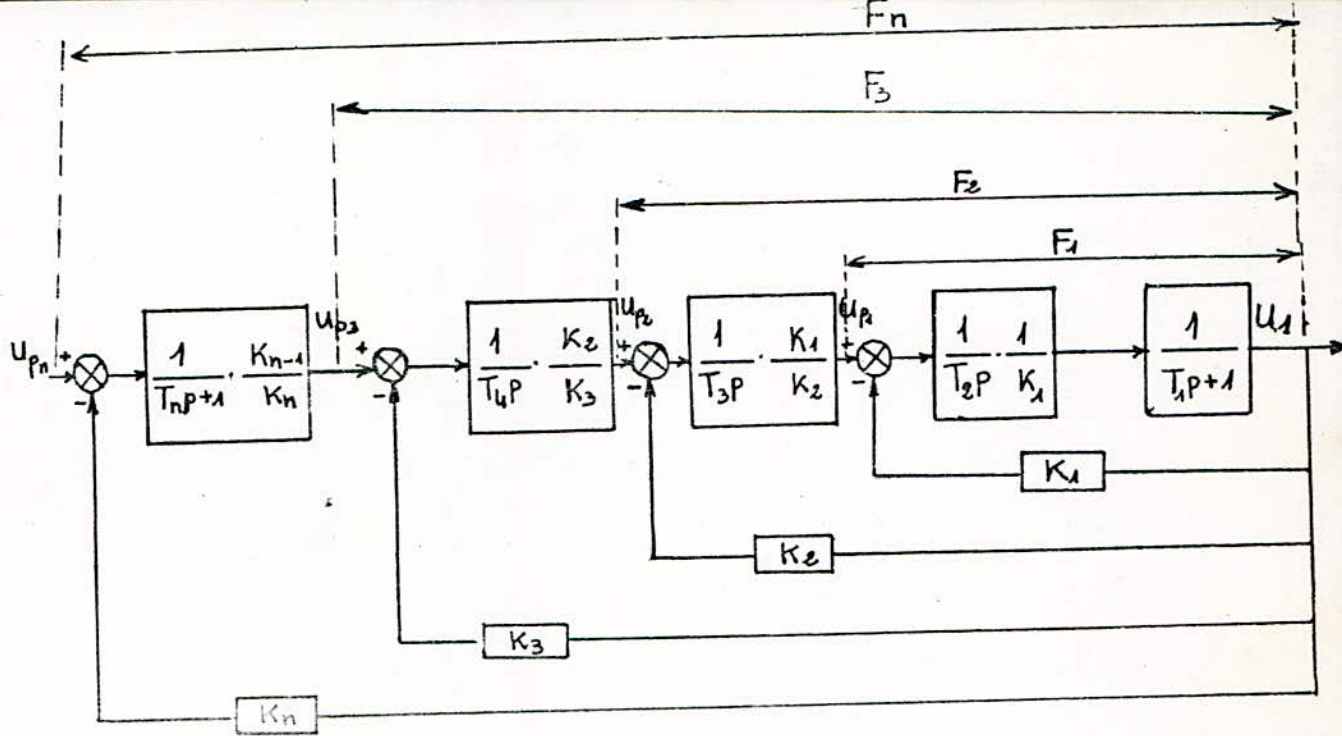 Fn
F3
F2
F1
Upn + -
1/(Tnp+1) · Kn-1/Kn
Up3 + -
1/(T4p) · K2/K3
Up2 + -
1/(T3p) · K1/K2
Up1 + -
1/(T2p) · 1/K1
1/(T1p+1)
U1
K1
K2
K3
Kn